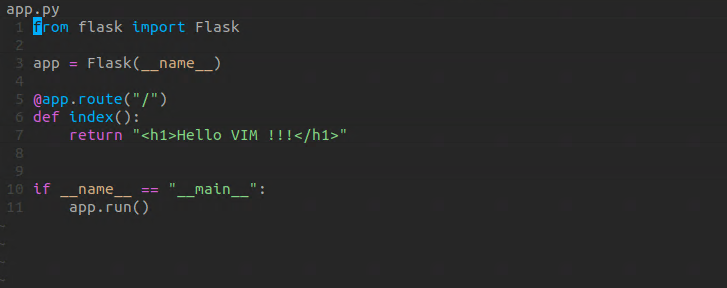 app.py
1 from flask import Flask
2
3 app = Flask(__name__)
4
5 @app.route("/")
6 def index():
7     return "<h1>Hello VIM !!!</h1>"
8
9
10 if __name__ == "__main__":
11     app.run()
~
~
~
~